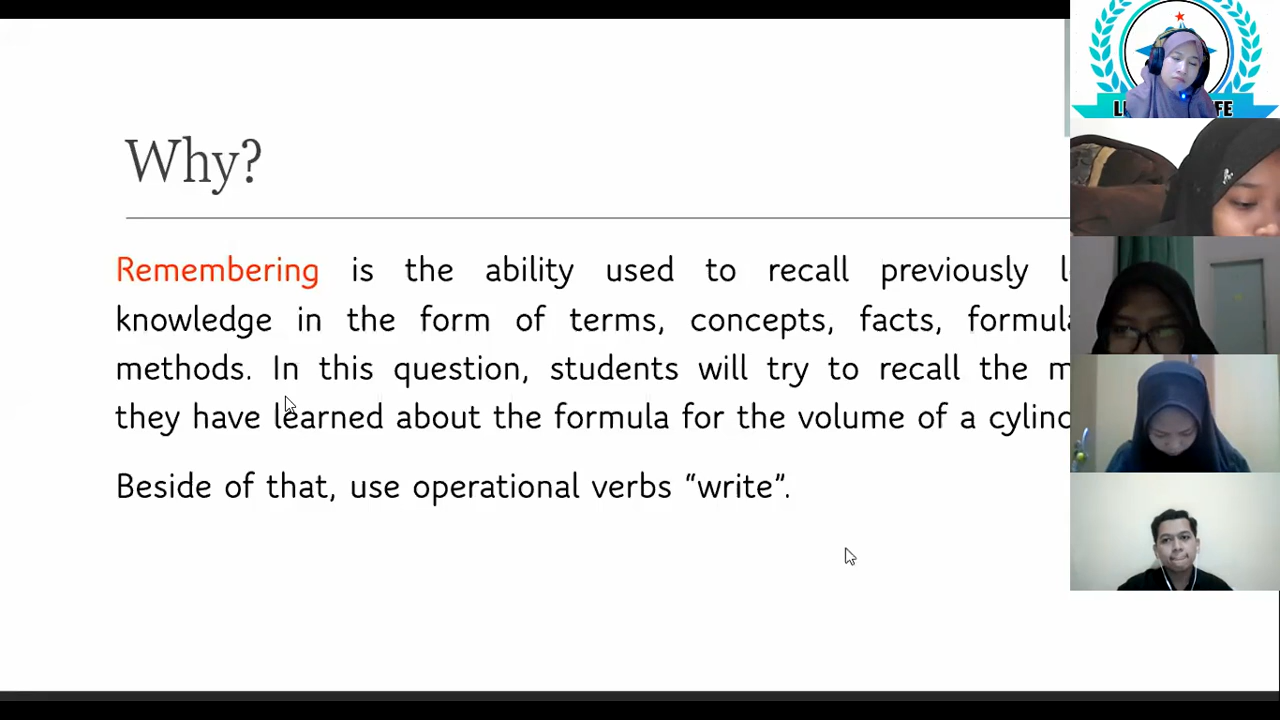 Why?
Remembering is the ability used to recall previously
knowledge in the form of terms, concepts, facts,
methods. In this question, students will try to recall the
they have learned about the formula for the volume of a
Beside of that, use operational verbs “write”.